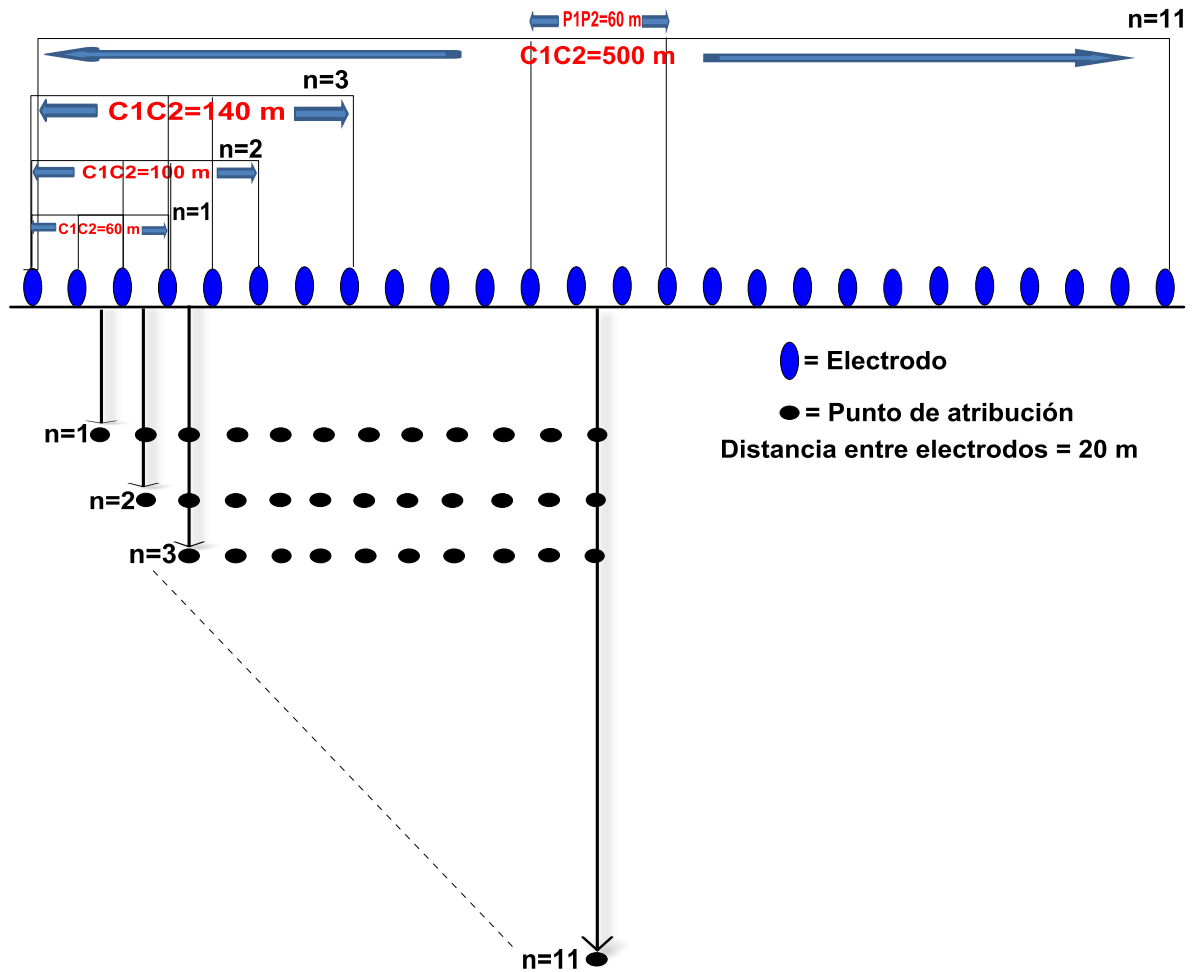 P1P2=60 m
n=11
C1C2=500 m
n=3
C1C2=140 m
n=2
C1C2=100 m
n=1
C1C2=60 m
= Electrodo
= Punto de atribución
Distancia entre electrodos = 20 m
n=1
n=2
n=3
n=11